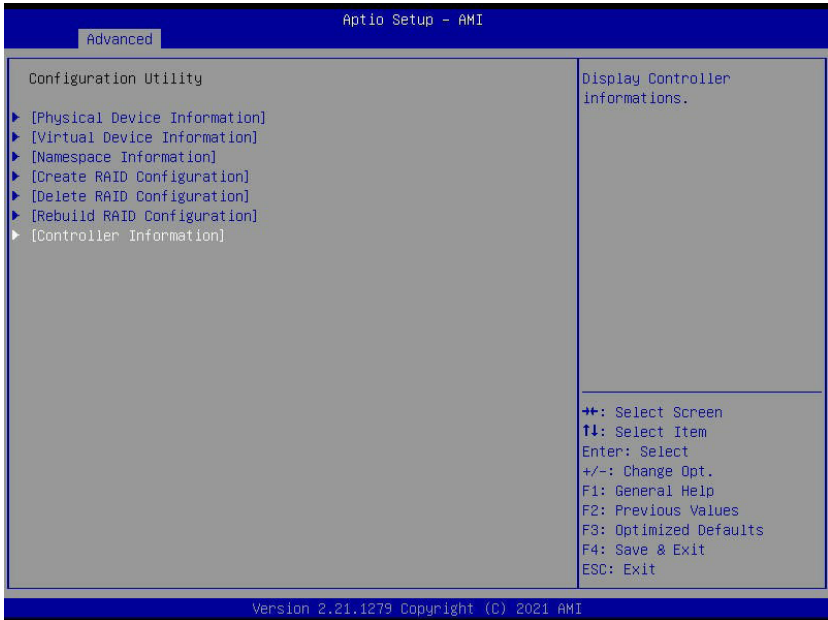 Aptio Setup – AMI
Advanced
Configuration Utility
[Physical Device Information]
[Virtual Device Information]
[Namespace Information]
[Create RAID Configuration]
[Delete RAID Configuration]
[Rebuild RAID Configuration]
[Controller Information]
Display Controller
informations.
→←: Select Screen
↑↓: Select Item
Enter: Select
+/-: Change Opt.
F1: General Help
F2: Previous Values
F3: Optimized Defaults
F4: Save & Exit
ESC: Exit
Version 2.21.1279 Copyright (C) 2021 AMI